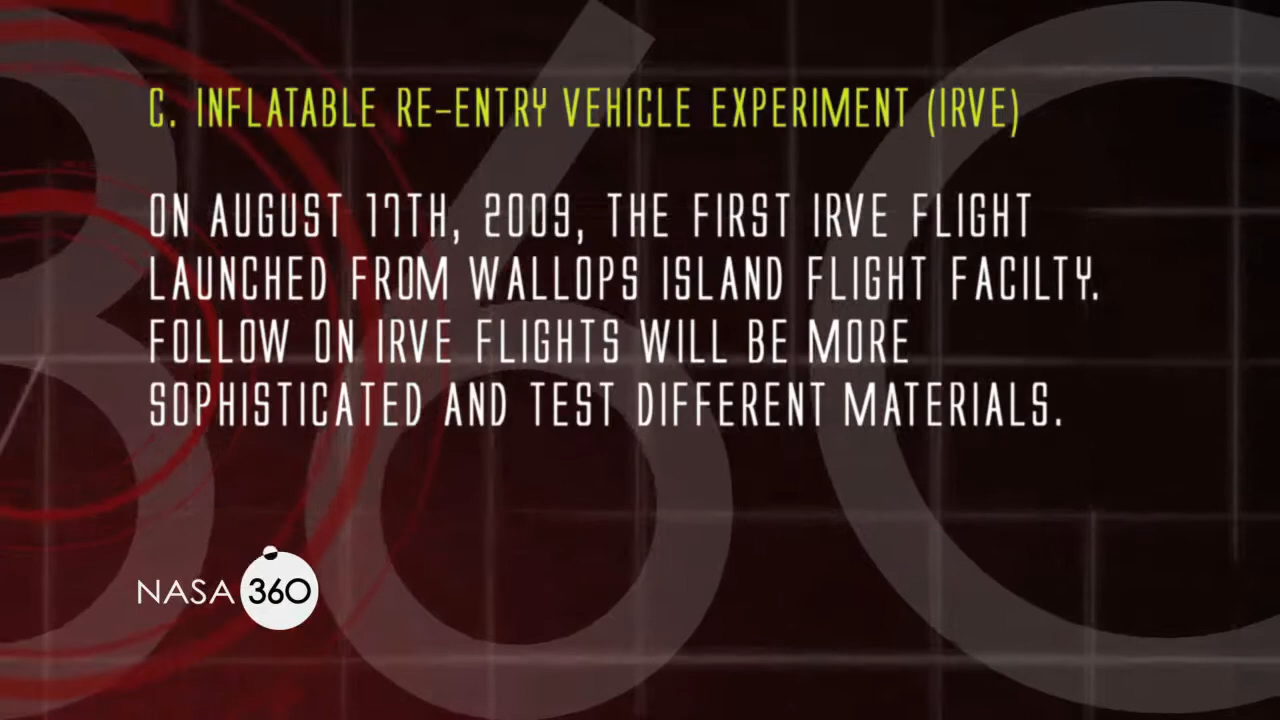 C. INFLATABLE RE-ENTRY VEHICLE EXPERIMENT (IRVE)
ON AUGUST 17TH, 2009, THE FIRST IRVE FLIGHT
LAUNCHED FROM WALLOPS ISLAND FLIGHT FACILTY.
FOLLOW ON IRVE FLIGHTS WILL BE MORE
SOPHISTICATED AND TEST DIFFERENT MATERIALS.
NASA 360
360